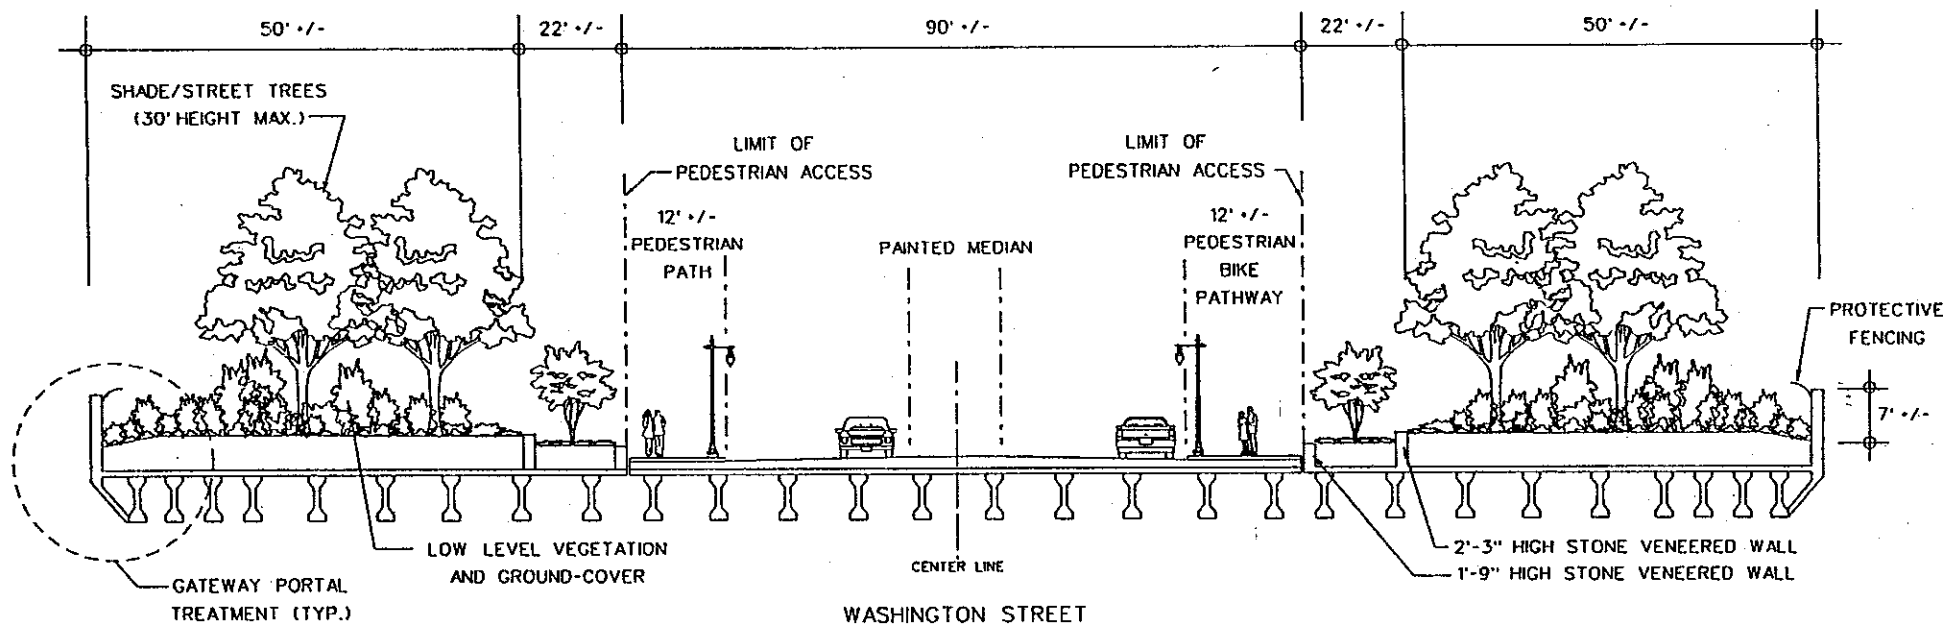 50' +/-
22' +/-
90' +/-
22' +/-
50' +/-
SHADE/STREET TREES
(30' HEIGHT MAX.)
LIMIT OF
PEDESTRIAN ACCESS
LIMIT OF
PEDESTRIAN ACCESS
12' +/-
PEDESTRIAN
PATH
PAINTED MEDIAN
12' +/-
PEDESTRIAN
BIKE
PATHWAY
PROTECTIVE
FENCING
7' +/-
LOW LEVEL VEGETATION
AND GROUND-COVER
CENTER LINE
2'-3" HIGH STONE VENEERED WALL
1'-9" HIGH STONE VENEERED WALL
GATEWAY PORTAL
TREATMENT (TYP.)
WASHINGTON STREET